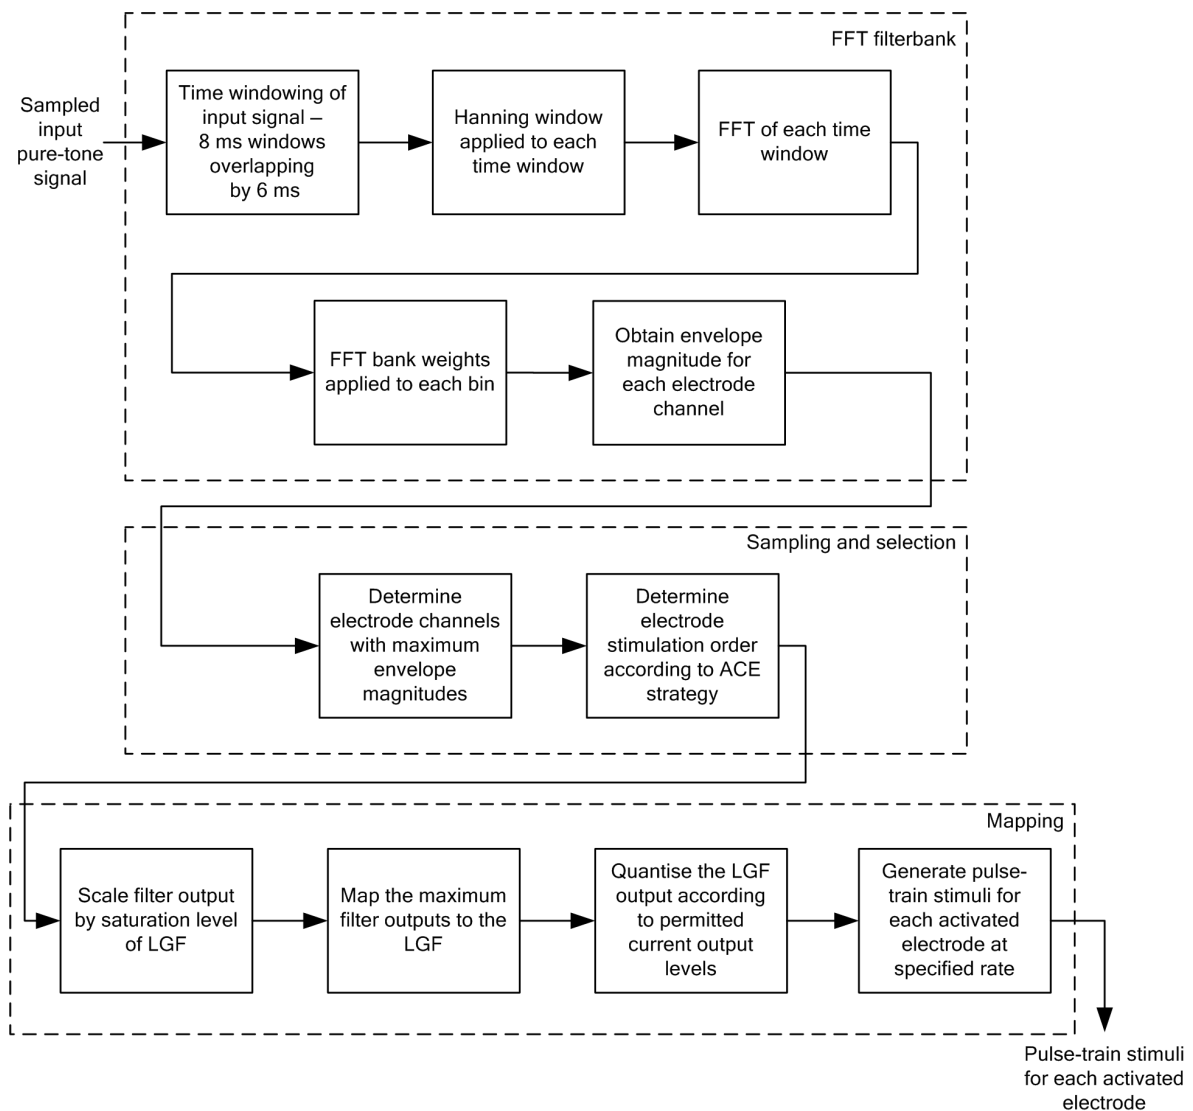 FFT filterbank
Sampled
input
pure-tone
signal
Time windowing of
input signal –
8 ms windows
overlapping
by 6 ms
Hanning window
applied to each
time window
FFT of each time
window
FFT bank weights
applied to each bin
Obtain envelope
magnitude for
each electrode
channel
Sampling and selection
Determine
electrode channels
with maximum
envelope
magnitudes
Determine
electrode
stimulation order
according to ACE
strategy
Mapping
Scale filter output
by saturation level
of LGF
Map the maximum
filter outputs to the
LGF
Quantise the LGF
output according
to permitted
current output
levels
Generate pulse-
train stimuli for
each activated
electrode at
specified rate
Pulse-train stimuli
for each activated
electrode